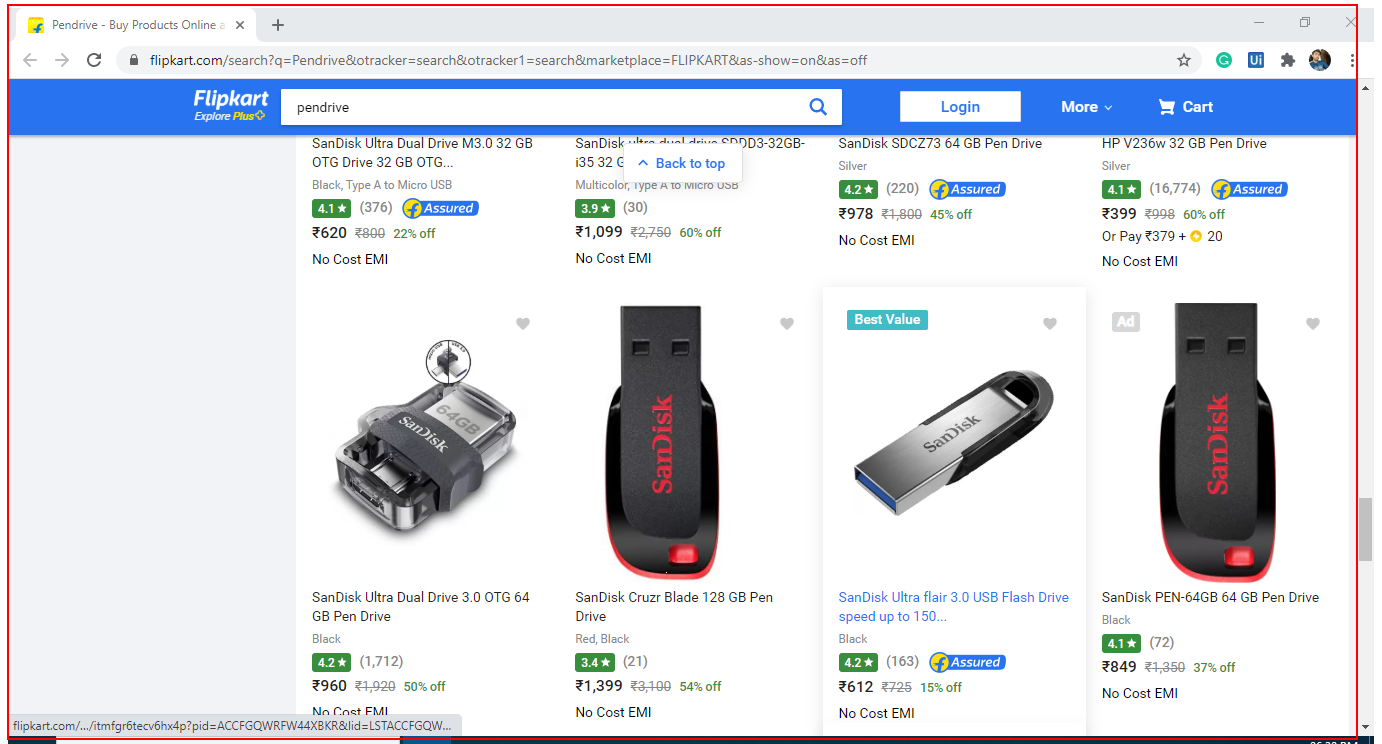 Pendrive - Buy Products Online a
flipkart.com/search?q=Pendrive&otracker=search&otracker1=search&marketplace=FLIPKART&as-show=on&as=off
Flipkart
Explore Plus
pendrive
Login
More
Cart
Back to top
SanDisk Ultra Dual Drive M3.0 32 GB
OTG Drive 32 GB OTG...
Black, Type A to Micro USB
4.1★ (376) Assured
₹620 ₹800 22% off
No Cost EMI
SanDisk ultra dual drive SDDD3-32GB-
i35 32 G
Multicolor, Type A to Micro USB
3.9★ (30)
₹1,099 ₹2,750 60% off
No Cost EMI
SanDisk SDCZ73 64 GB Pen Drive
Silver
4.2★ (220) Assured
₹978 ₹1,800 45% off
No Cost EMI
HP V236w 32 GB Pen Drive
Silver
4.1★ (16,774) Assured
₹399 ₹998 60% off
Or Pay ₹379 + 20
No Cost EMI
64GB
SanDisk
SanDisk Ultra Dual Drive 3.0 OTG 64
GB Pen Drive
Black
4.2★ (1,712)
₹960 ₹1,920 50% off
No Cost EMI
SanDisk
SanDisk Cruzr Blade 128 GB Pen
Drive
Red, Black
3.4★ (21)
₹1,399 ₹3,100 54% off
No Cost EMI
Best Value
SanDisk
SanDisk Ultra flair 3.0 USB Flash Drive
speed up to 150...
Black
4.2★ (163) Assured
₹612 ₹725 15% off
No Cost EMI
Ad
SanDisk
SanDisk PEN-64GB 64 GB Pen Drive
Black
4.1★ (72)
₹849 ₹1,350 37% off
No Cost EMI
flipkart.com/.../itmfgr6tecv6hx4p?pid=ACCFGQWRFW44XBKR&lid=LSTACCFGQW...